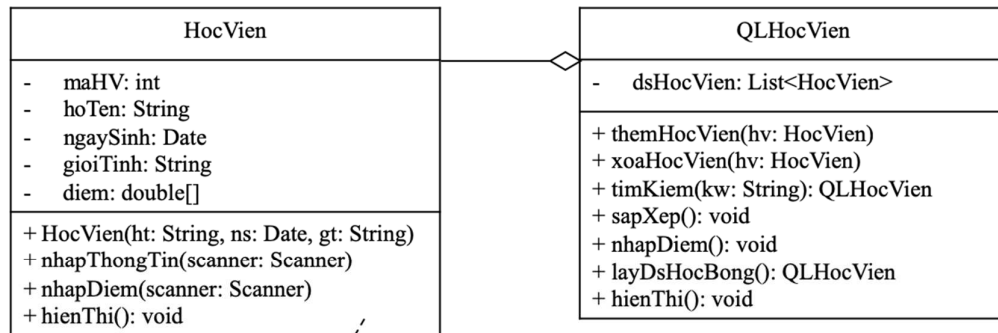 HocVien
- maHV: int
- hoTen: String
- ngaySinh: Date
- gioiTinh: String
- diem: double[]
+ HocVien(ht: String, ns: Date, gt: String)
+ nhapThongTin(scanner: Scanner)
+ nhapDiem(scanner: Scanner)
+ hienThi(): void
QLHocVien
- dsHocVien: List<HocVien>
+ themHocVien(hv: HocVien)
+ xoaHocVien(hv: HocVien)
+ timKiem(kw: String): QLHocVien
+ sapXep(): void
+ nhapDiem(): void
+ layDsHocBong(): QLHocVien
+ hienThi(): void